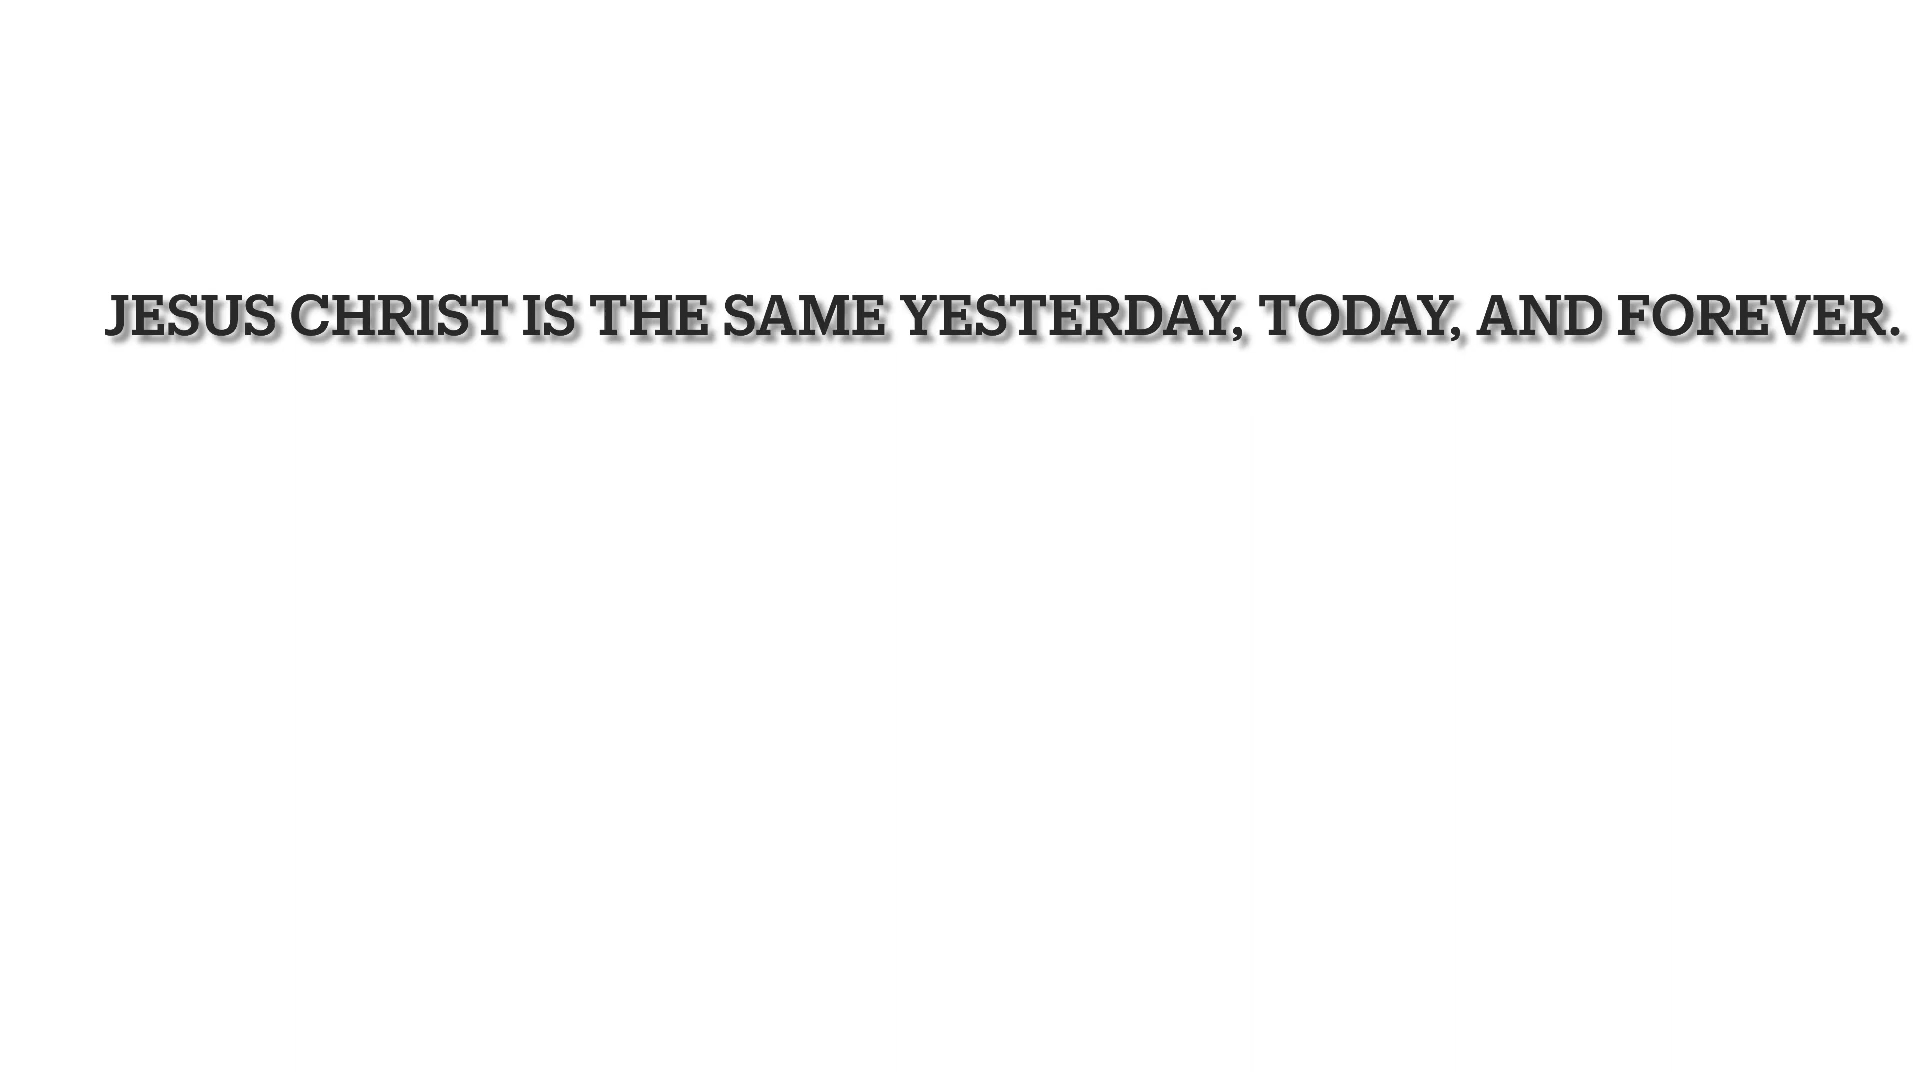 JESUS CHRIST IS THE SAME YESTERDAY, TODAY, AND FOREVER.